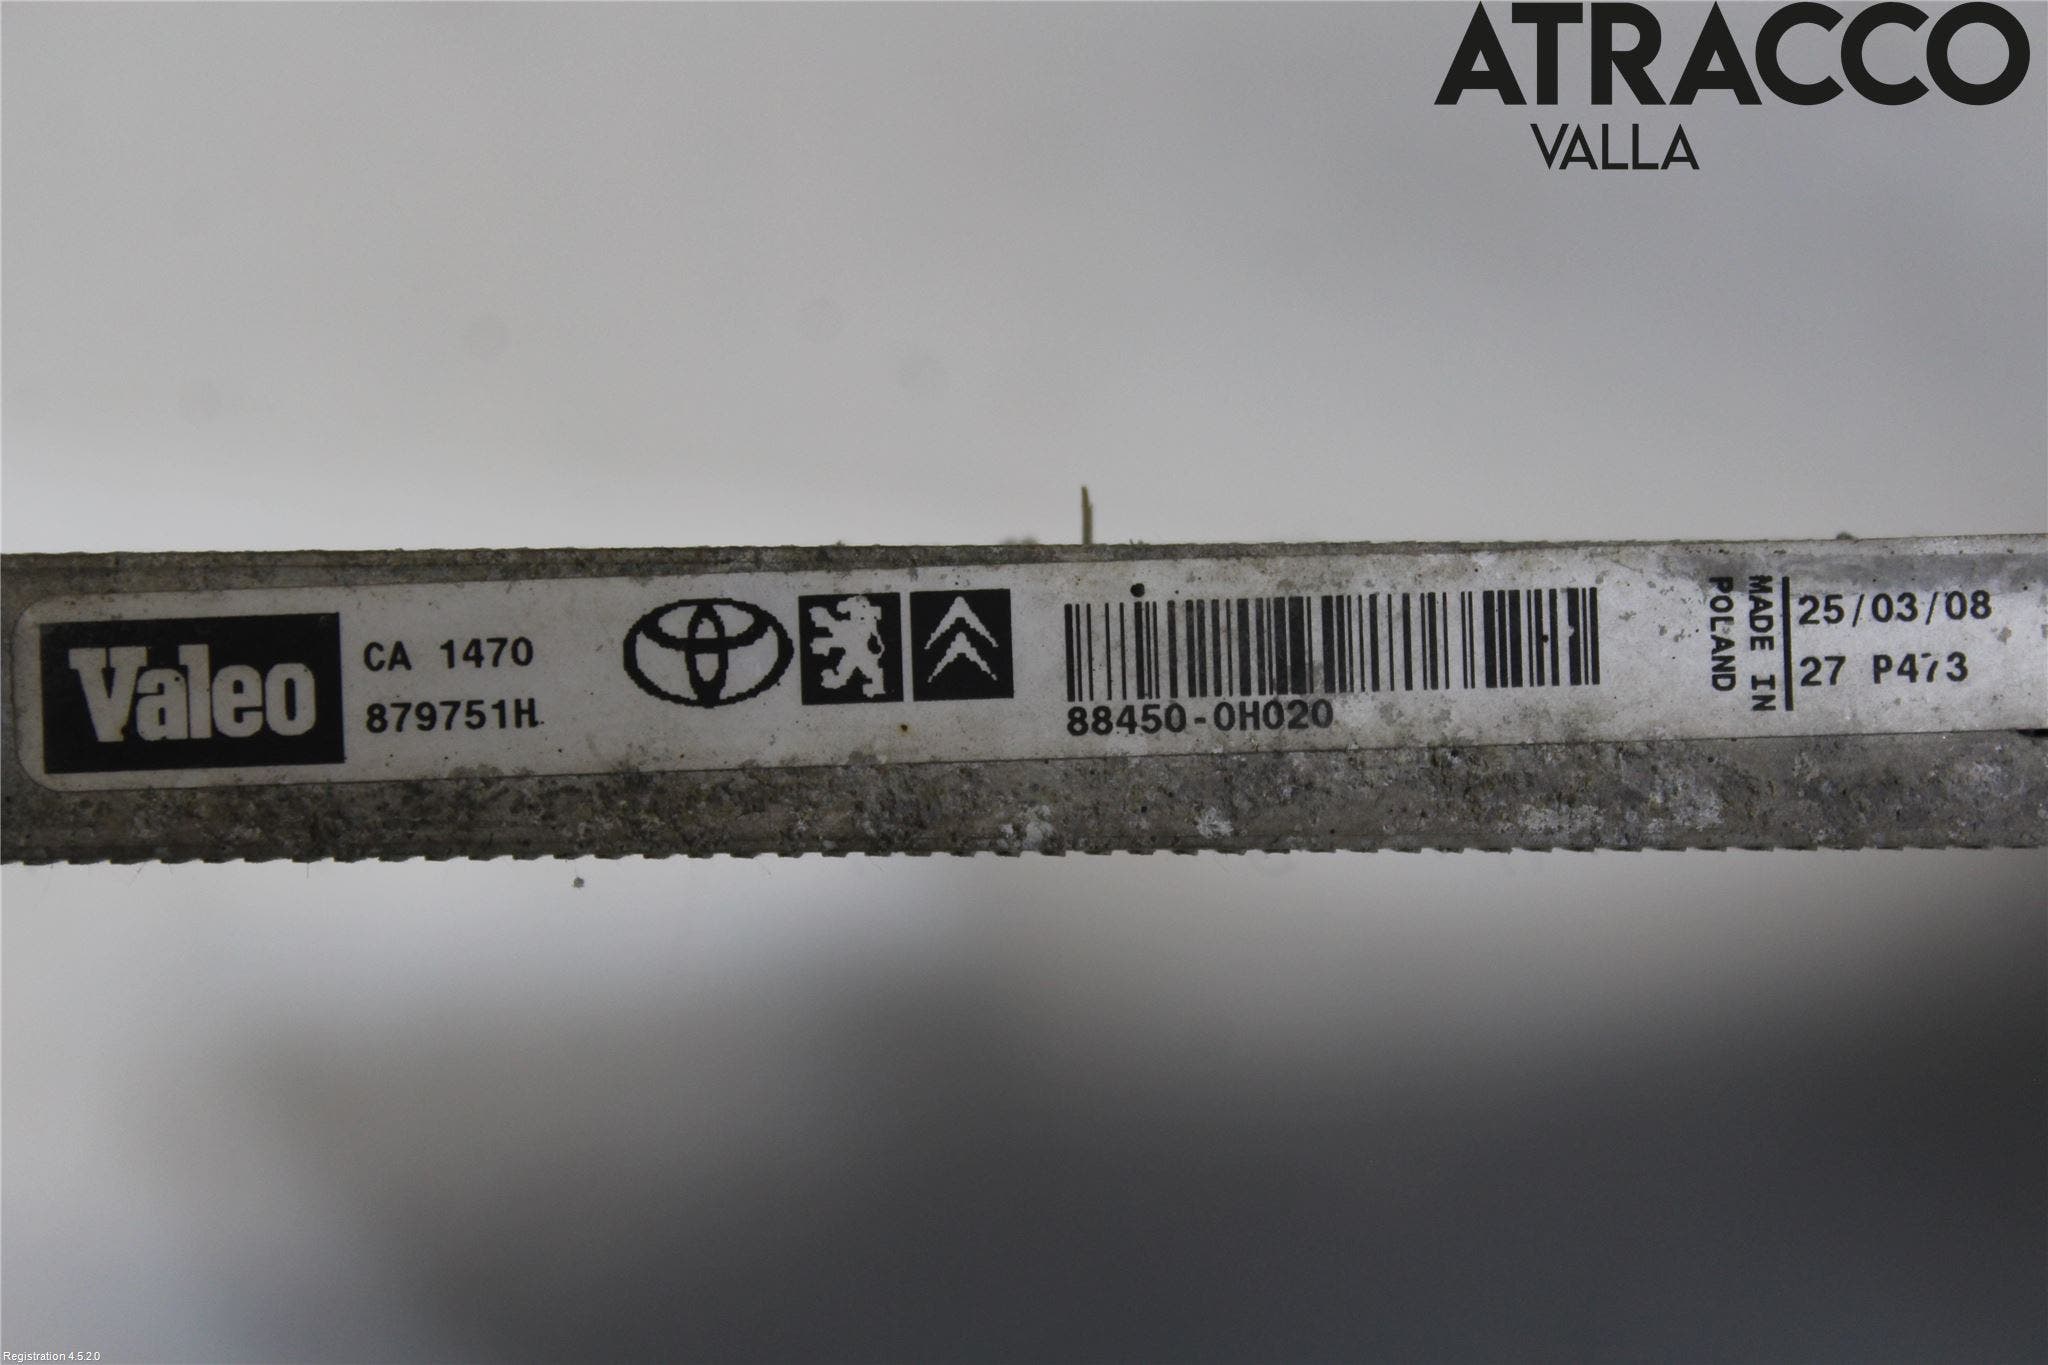 ATRACCO
VALLA
Valeo
CA 1470
879751H
88450-0H020
MADE IN
POLAND
25/03/08
27 P473
Registration 4.5.2.0